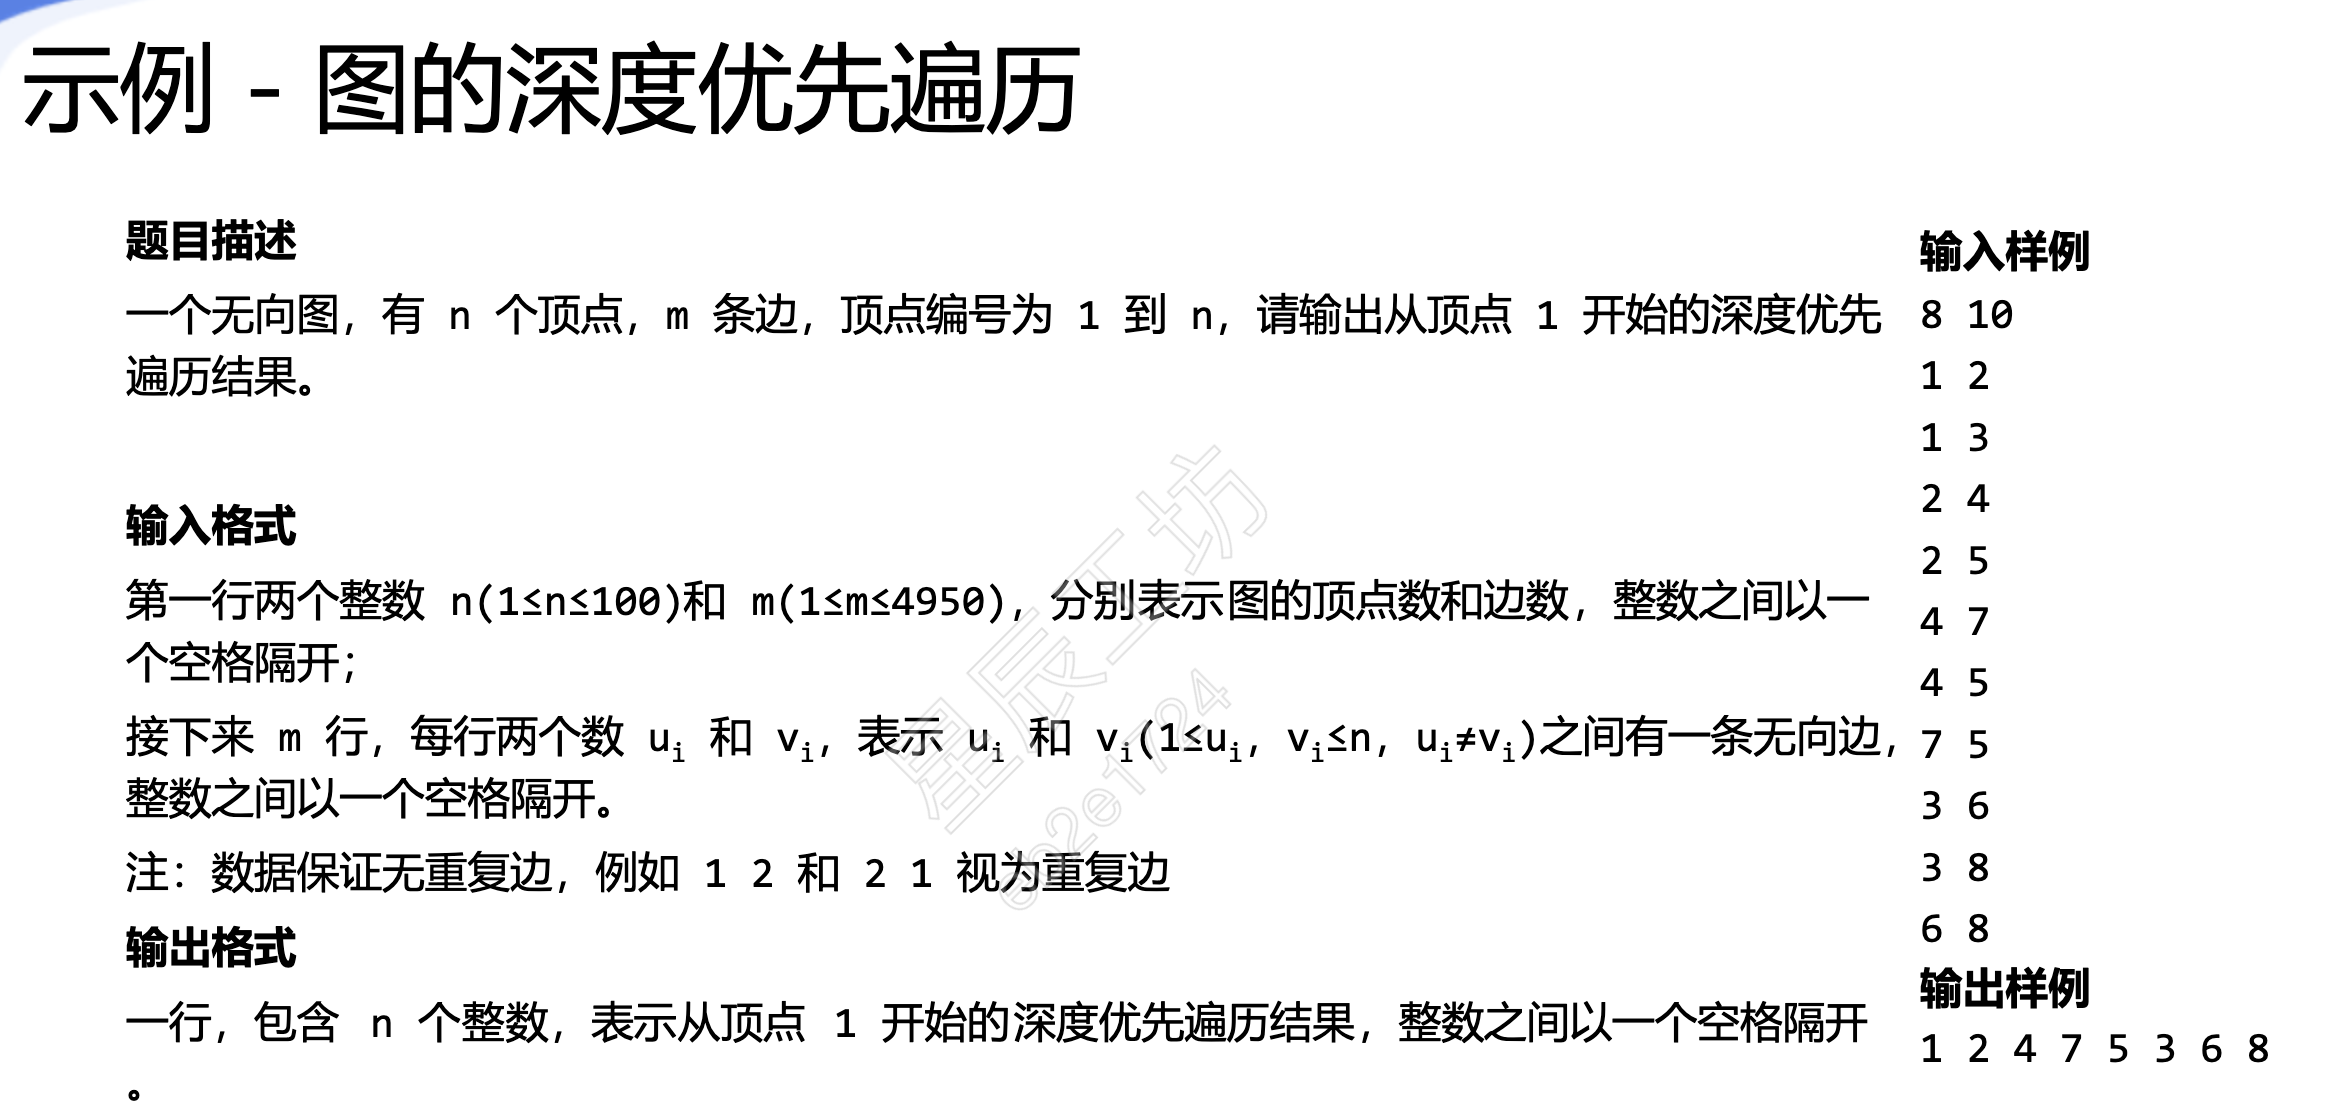 示例 - 图的深度优先遍历
题目描述
一个无向图，有 n 个顶点，m 条边，顶点编号为 1 到 n，请输出从顶点 1 开始的深度优先
遍历结果。
输入格式
第一行两个整数 n(1≤n≤100)和 m(1≤m≤4950)，分别表示图的顶点数和边数，整数之间以一
个空格隔开；
接下来 m 行，每行两个数 uᵢ 和 vᵢ，表示 uᵢ 和 vᵢ(1≤uᵢ, vᵢ≤n, uᵢ≠vᵢ)之间有一条无向边，
整数之间以一个空格隔开。
注：数据保证无重复边，例如 1 2 和 2 1 视为重复边
输出格式
一行，包含 n 个整数，表示从顶点 1 开始的深度优先遍历结果，整数之间以一个空格隔开
。
输入样例
8 10
1 2
1 3
2 4
2 5
4 7
4 5
7 5
3 6
3 8
6 8
输出样例
1 2 4 7 5 3 6 8
星辰工坊